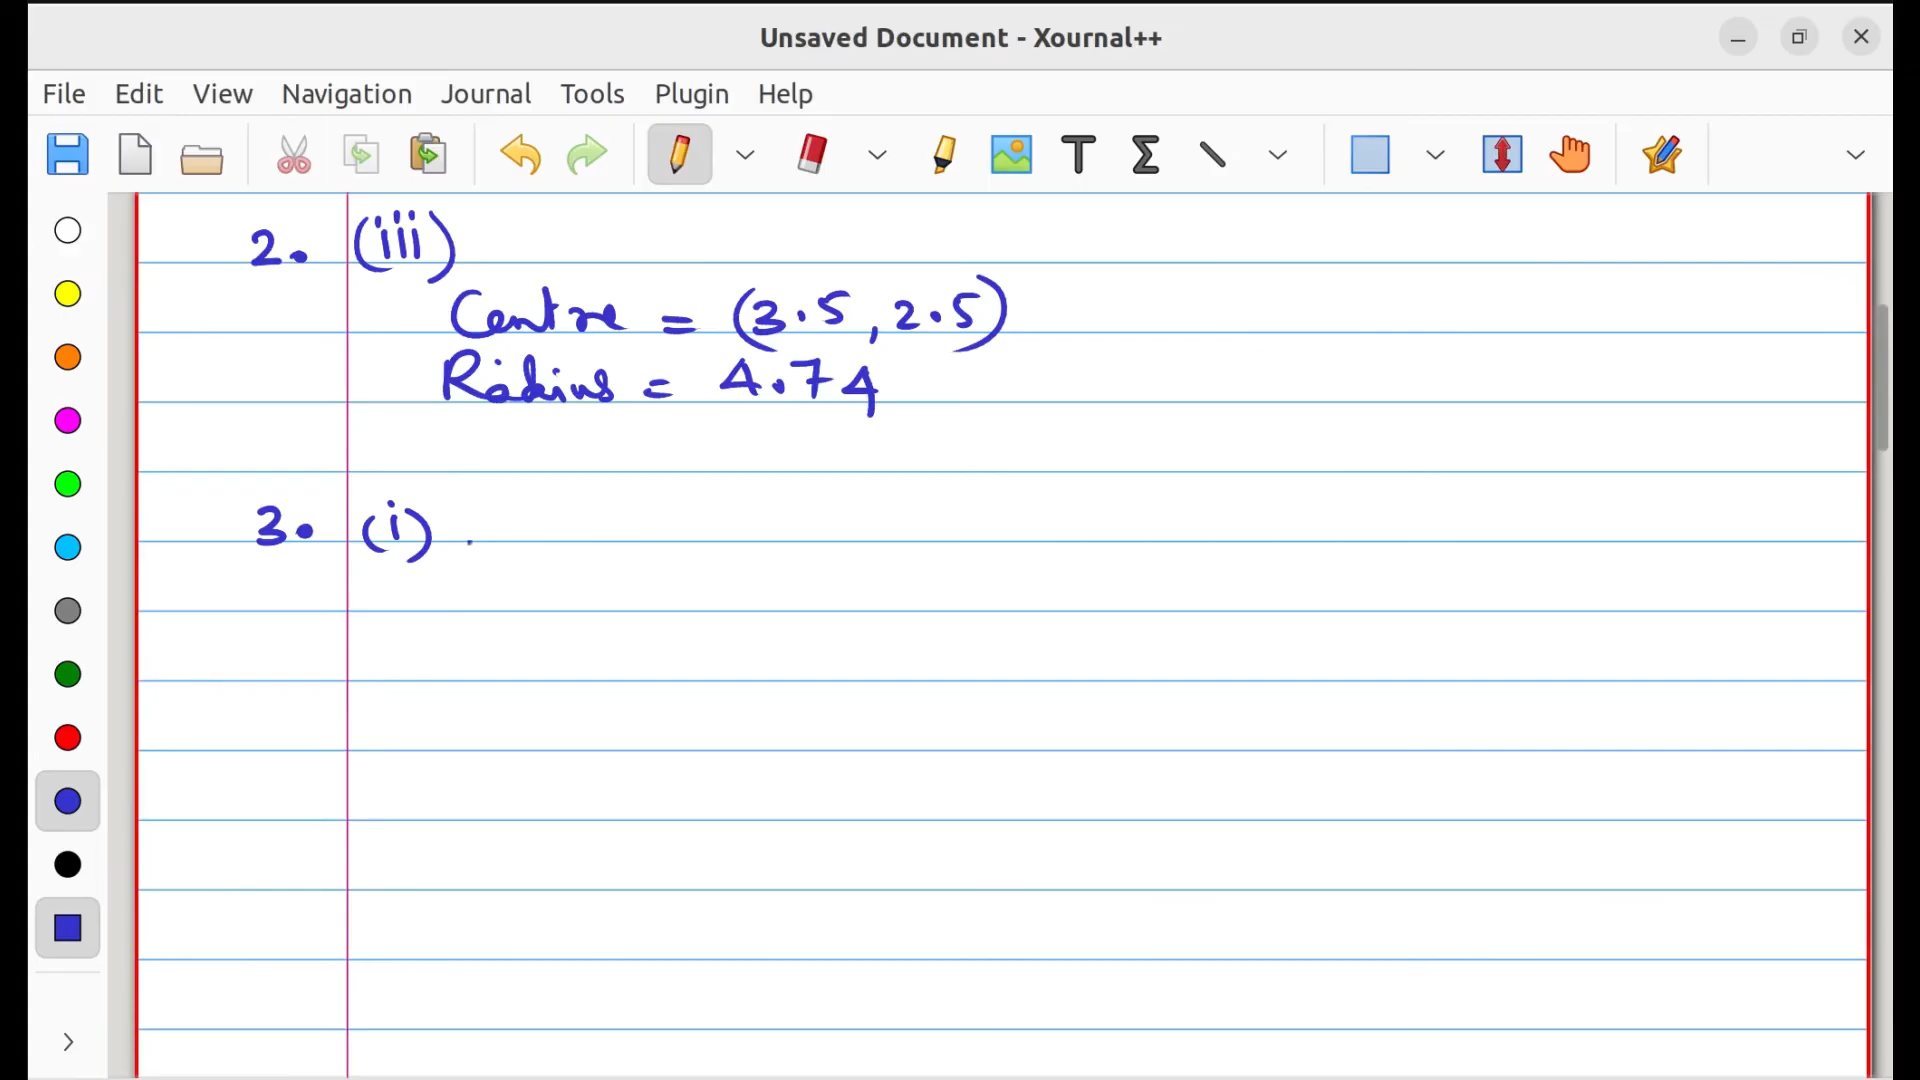 Unsaved Document - Xournal++
File Edit View Navigation Journal Tools Plugin Help
2. (iii)
Centre = (3.5, 2.5)
Radius = 4.74
3. (i) .